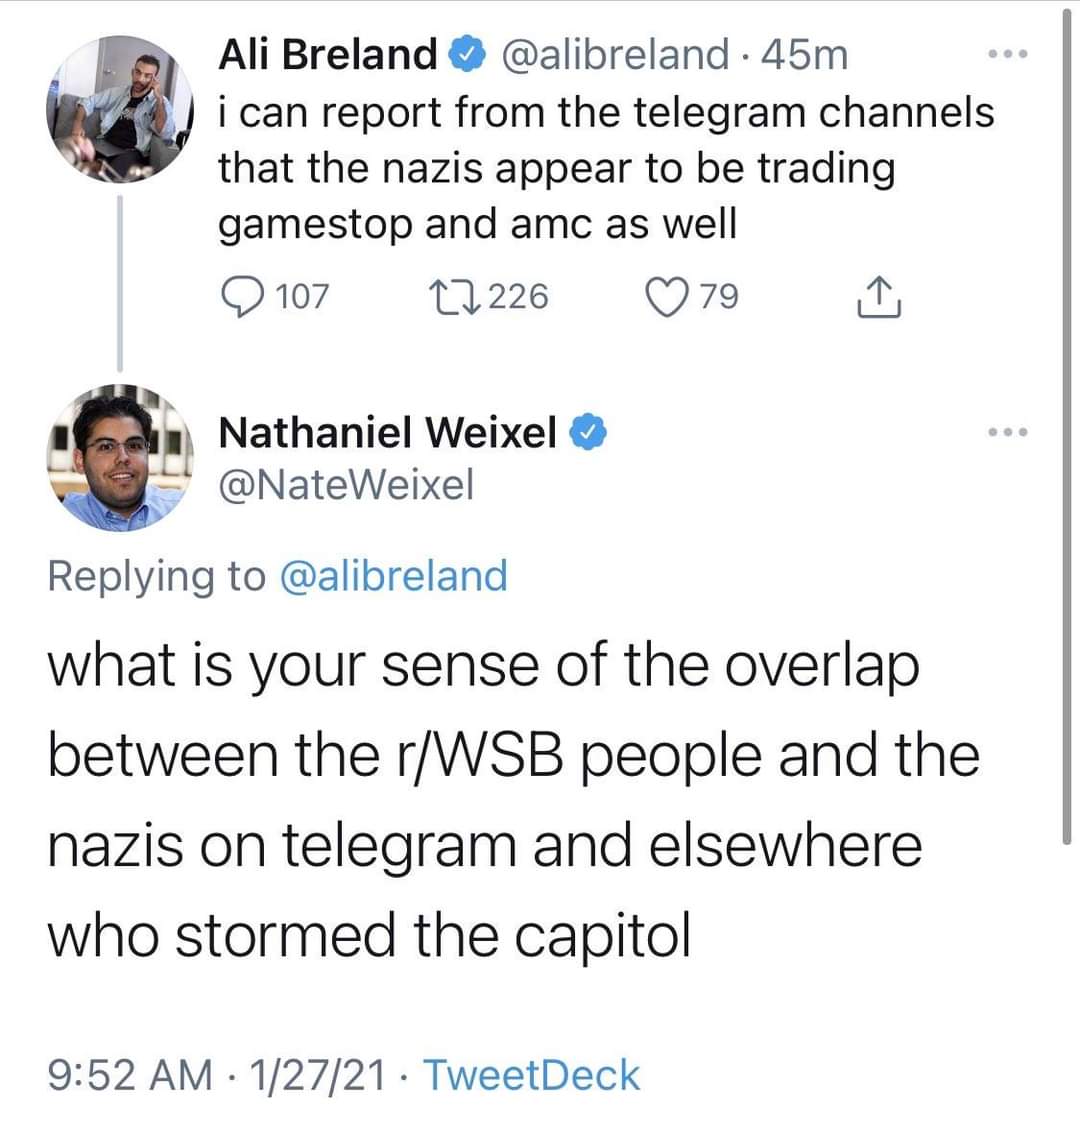 Ali Breland @alibreland · 45m
i can report from the telegram channels
that the nazis appear to be trading
gamestop and amc as well
107 226 79
Nathaniel Weixel
@NateWeixel
Replying to @alibreland
what is your sense of the overlap
between the r/WSB people and the
nazis on telegram and elsewhere
who stormed the capitol
9:52 AM · 1/27/21 · TweetDeck